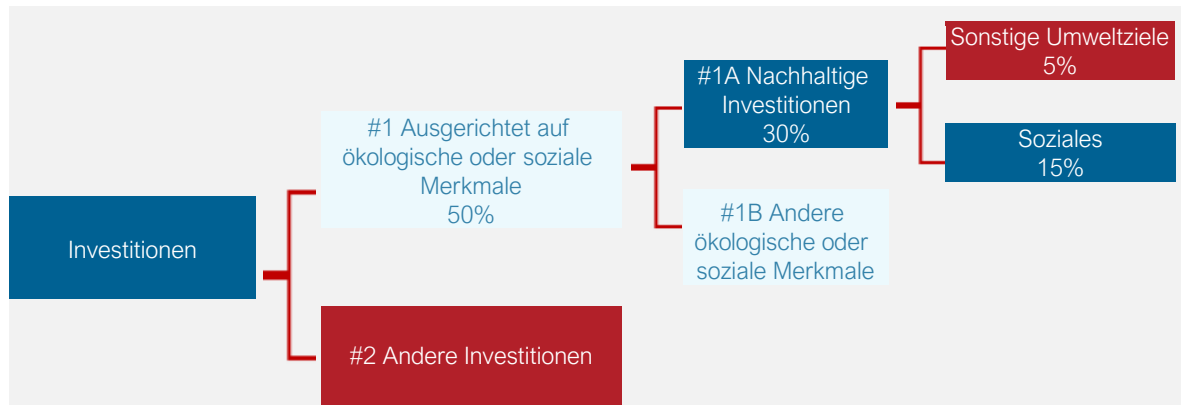 Investitionen
#1 Ausgerichtet auf
ökologische oder soziale
Merkmale
50%
#2 Andere Investitionen
#1A Nachhaltige
Investitionen
30%
#1B Andere
ökologische oder
soziale Merkmale
Sonstige Umweltziele
5%
Soziales
15%